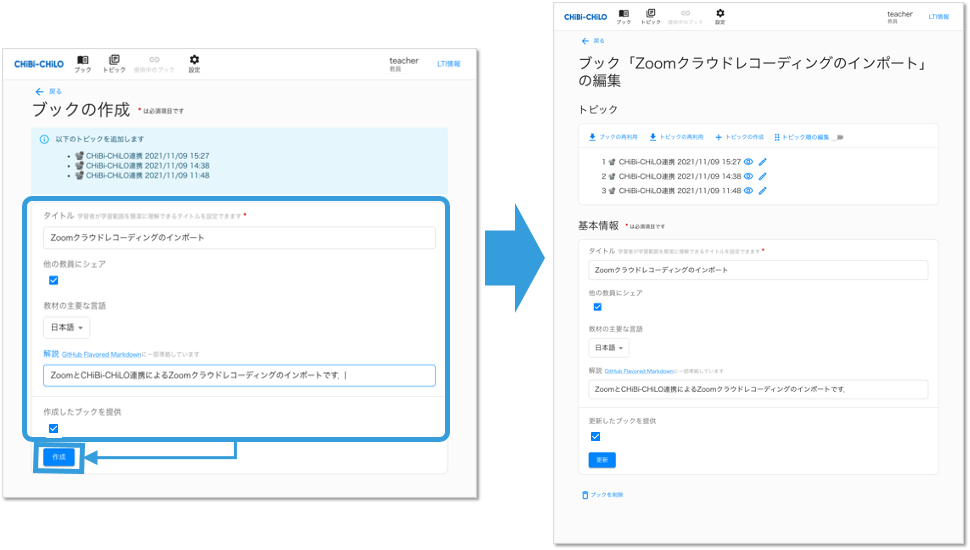 CHiBi-CHiLO
ブック
トピック
提供中のブック
設定
teacher
教員
LTI情報
戻る
ブックの作成 *は必須項目です
以下のトピックを追加します
CHiBi-CHiLO連携 2021/11/09 15:27
CHiBi-CHiLO連携 2021/11/09 14:38
CHiBi-CHiLO連携 2021/11/09 11:48
タイトル 学習者が学習範囲を簡潔に理解できるタイトルを設定できます *
Zoomクラウドレコーディングのインポート
他の教員にシェア
教材の主要な言語
日本語
解説 GitHub Flavored Markdownに一部準拠しています
ZoomとCHiBi-CHiLO連携によるZoomクラウドレコーディングのインポートです．
作成したブックを提供
作成
CHiBi-CHiLO
ブック
トピック
提供中のブック
設定
teacher
教員
LTI情報
戻る
ブック「Zoomクラウドレコーディングのインポート」
の編集
トピック
ブックの再利用
トピックの再利用
トピックの作成
トピック順の編集
1 CHiBi-CHiLO連携 2021/11/09 15:27
2 CHiBi-CHiLO連携 2021/11/09 14:38
3 CHiBi-CHiLO連携 2021/11/09 11:48
基本情報 *は必須項目です
タイトル 学習者が学習範囲を簡潔に理解できるタイトルを設定できます *
Zoomクラウドレコーディングのインポート
他の教員にシェア
教材の主要な言語
日本語
解説 GitHub Flavored Markdownに一部準拠しています
ZoomとCHiBi-CHiLO連携によるZoomクラウドレコーディングのインポートです．
更新したブックを提供
更新
ブックを削除